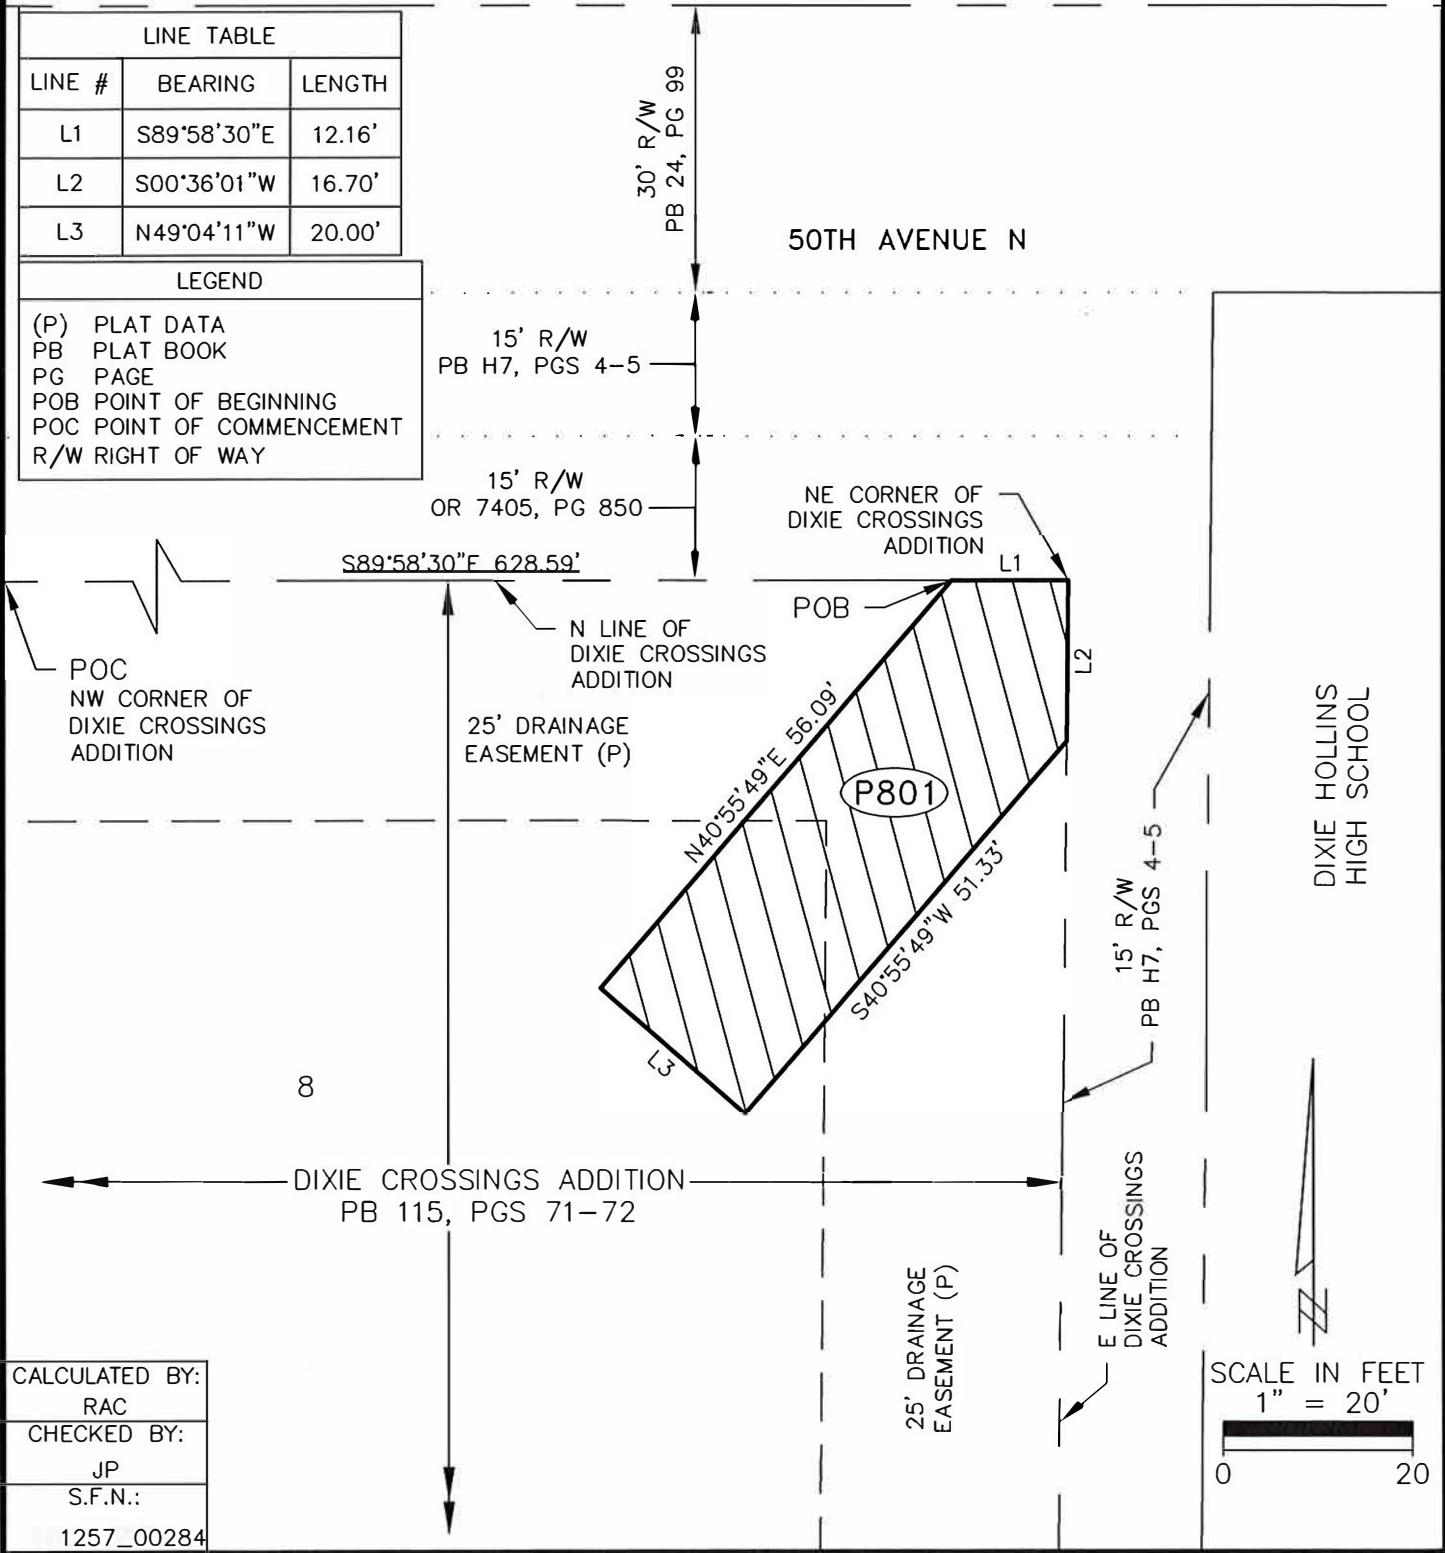 LINE TABLE
LINE # BEARING LENGTH
L1 S89°58'30"E 12.16'
L2 S00°36'01"W 16.70'
L3 N49°04'11"W 20.00'
LEGEND
(P) PLAT DATA
PB PLAT BOOK
PG PAGE
POB POINT OF BEGINNING
POC POINT OF COMMENCEMENT
R/W RIGHT OF WAY
30' R/W
PB 24, PG 99
50TH AVENUE N
15' R/W
PB H7, PGS 4-5
15' R/W
OR 7405, PG 850
NE CORNER OF
DIXIE CROSSINGS
ADDITION
S89°58'30"E 628.59'
L1
POB
N LINE OF
DIXIE CROSSINGS
ADDITION
POC
NW CORNER OF
DIXIE CROSSINGS
ADDITION
25' DRAINAGE
EASEMENT (P)
L2
N40°55'49"E 56.09'
P801
S40°55'49"W 51.33'
L3
15' R/W
PB H7, PGS 4-5
DIXIE HOLLINS
HIGH SCHOOL
8
DIXIE CROSSINGS ADDITION
PB 115, PGS 71-72
25' DRAINAGE
EASEMENT (P)
E LINE OF
DIXIE CROSSINGS
ADDITION
N
SCALE IN FEET
1" = 20'
0 20
CALCULATED BY:
RAC
CHECKED BY:
JP
S.F.N.:
1257_00284